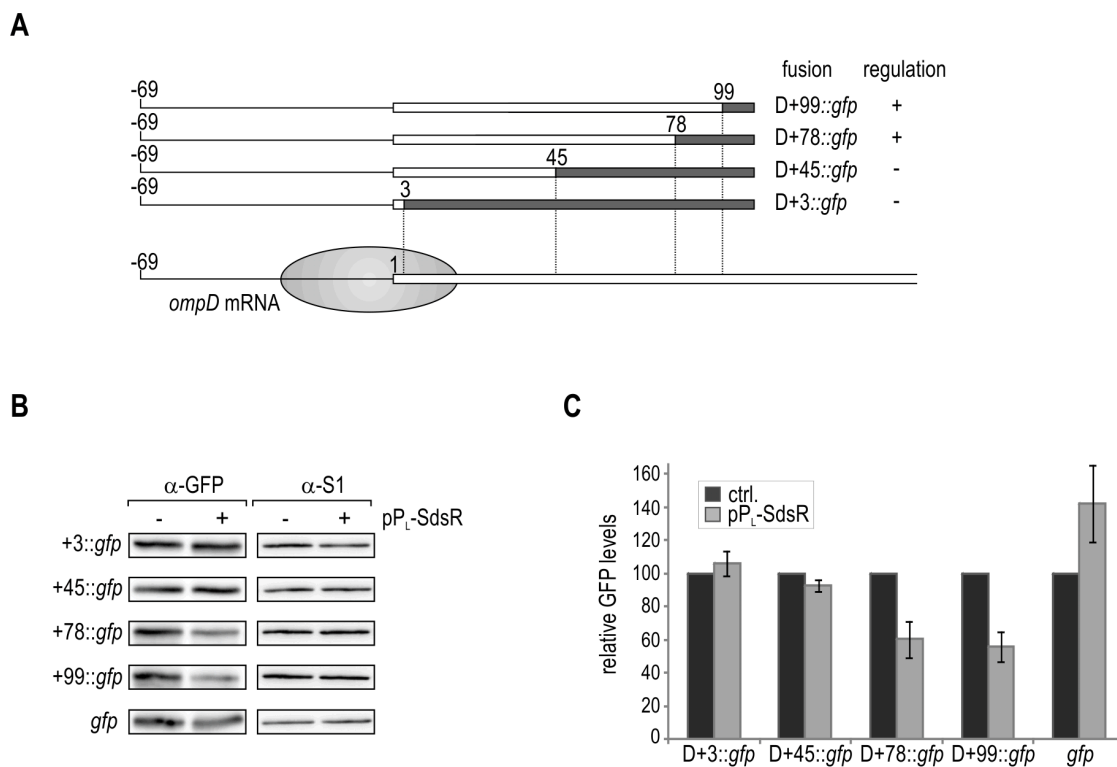 A
fusion regulation
-69 99 D+99::gfp +
-69 78 D+78::gfp +
-69 45 D+45::gfp -
-69 3 D+3::gfp -
-69 1
ompD mRNA
B
α-GFP α-S1
- + - + pPL-SdsR
+3::gfp
+45::gfp
+78::gfp
+99::gfp
gfp
C
relative GFP levels
160
140
120
100
80
60
40
20
0
ctrl.
pPL-SdsR
D+3::gfp D+45::gfp D+78::gfp D+99::gfp gfp